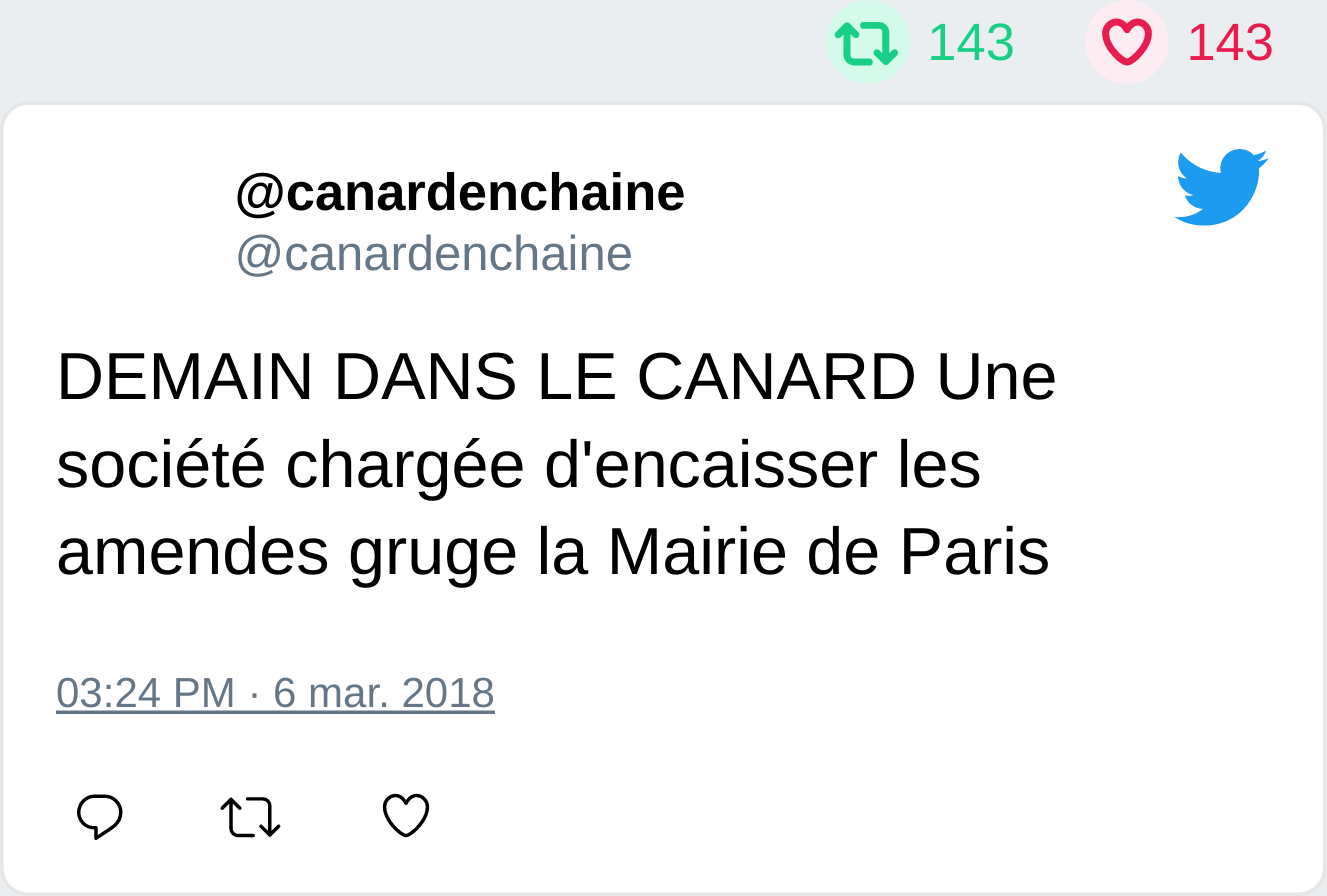 143 143
@canardenchaine
@canardenchaine
DEMAIN DANS LE CANARD Une
société chargée d'encaisser les
amendes gruge la Mairie de Paris
03:24 PM · 6 mar. 2018